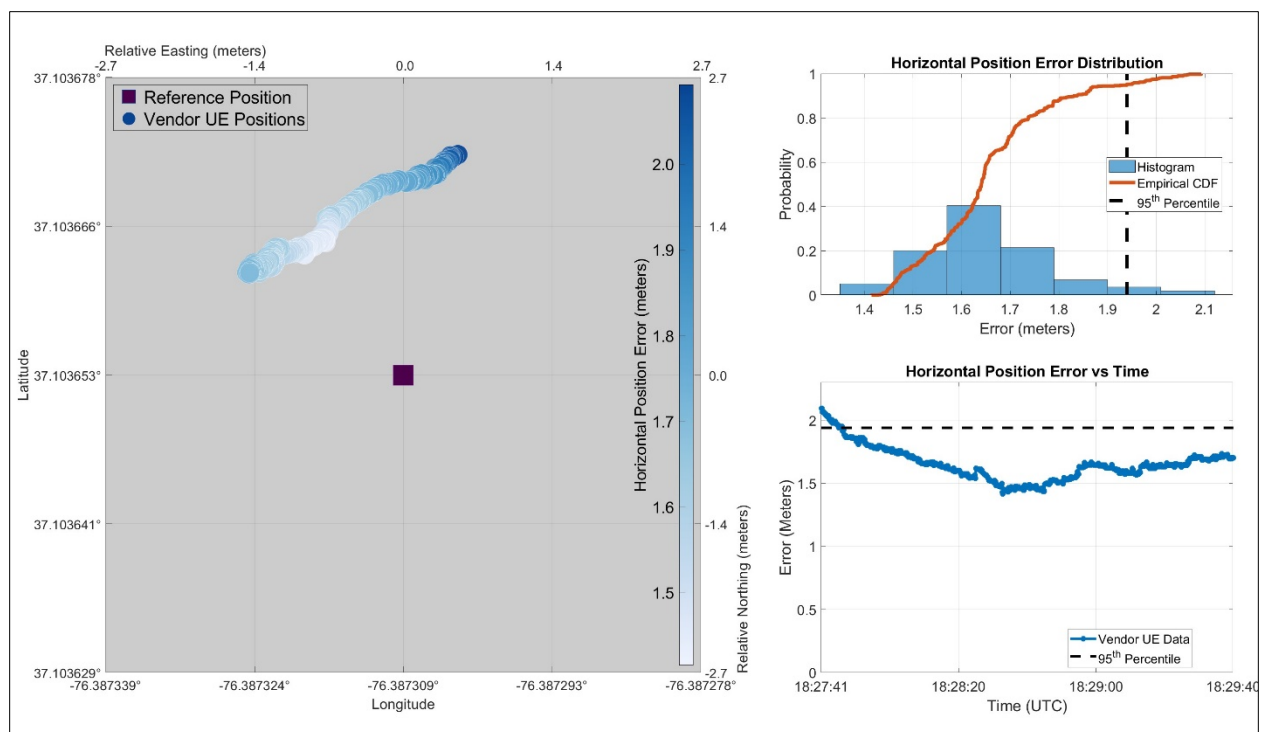 Relative Easting (meters)
-2.7 -1.4 0.0 1.4 2.7
37.103678°
37.103666°
37.103653°
37.103641°
37.103629°
Latitude
Reference Position
Vendor UE Positions
Horizontal Position Error (meters)
2.0
1.9
1.8
1.7
1.6
1.5
2.7
1.4
0.0
-1.4
-2.7
Relative Northing (meters)
-76.387339° -76.387324° -76.387309° -76.387293° -76.387278°
Longitude
Horizontal Position Error Distribution
Probability
1
0.8
0.6
0.4
0.2
0
Histogram
Empirical CDF
95th Percentile
1.4 1.5 1.6 1.7 1.8 1.9 2 2.1
Error (meters)
Horizontal Position Error vs Time
Error (Meters)
2
1.5
1
0.5
0
Vendor UE Data
95th Percentile
18:27:41 18:28:20 18:29:00 18:29:40
Time (UTC)